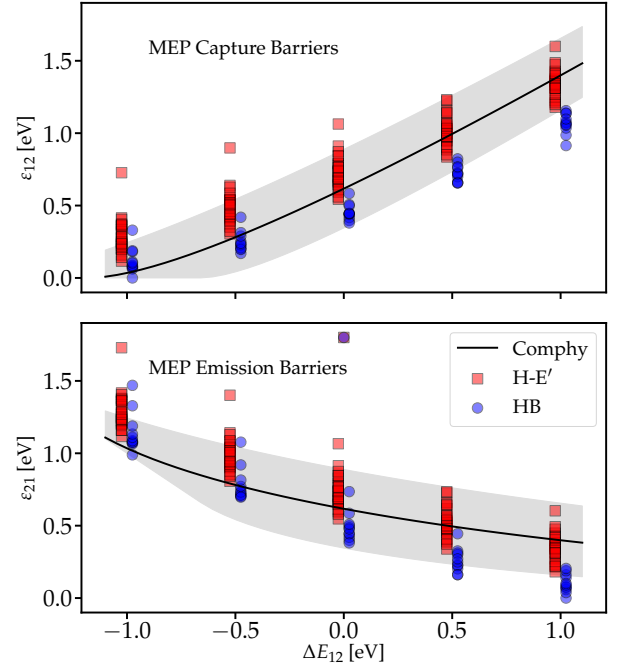 MEP Capture Barriers
1.5
1.0
0.5
0.0
ε12 [eV]
MEP Emission Barriers
Comphy
H-E′
HB
1.5
1.0
0.5
0.0
ε21 [eV]
−1.0 −0.5 0.0 0.5 1.0
ΔE12 [eV]